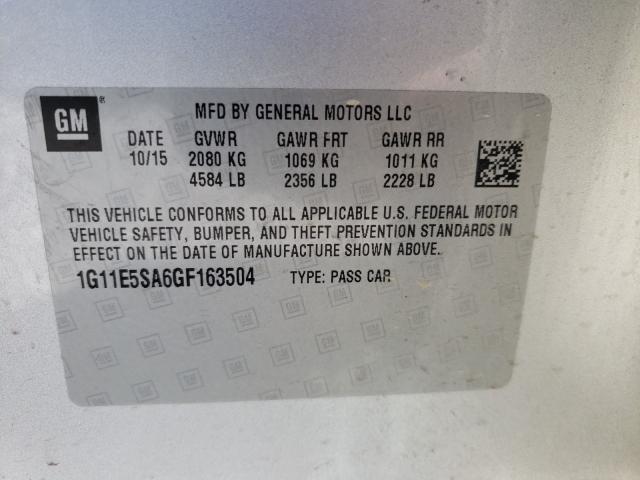 GM ®
MFD BY GENERAL MOTORS LLC
DATE GVWR GAWR FRT GAWR RR
10/15 2080 KG 1069 KG 1011 KG
4584 LB 2356 LB 2228 LB
THIS VEHICLE CONFORMS TO ALL APPLICABLE U.S. FEDERAL MOTOR
VEHICLE SAFETY, BUMPER, AND THEFT PREVENTION STANDARDS IN
EFFECT ON THE DATE OF MANUFACTURE SHOWN ABOVE.
1G11E5SA6GF163504 TYPE: PASS CAR